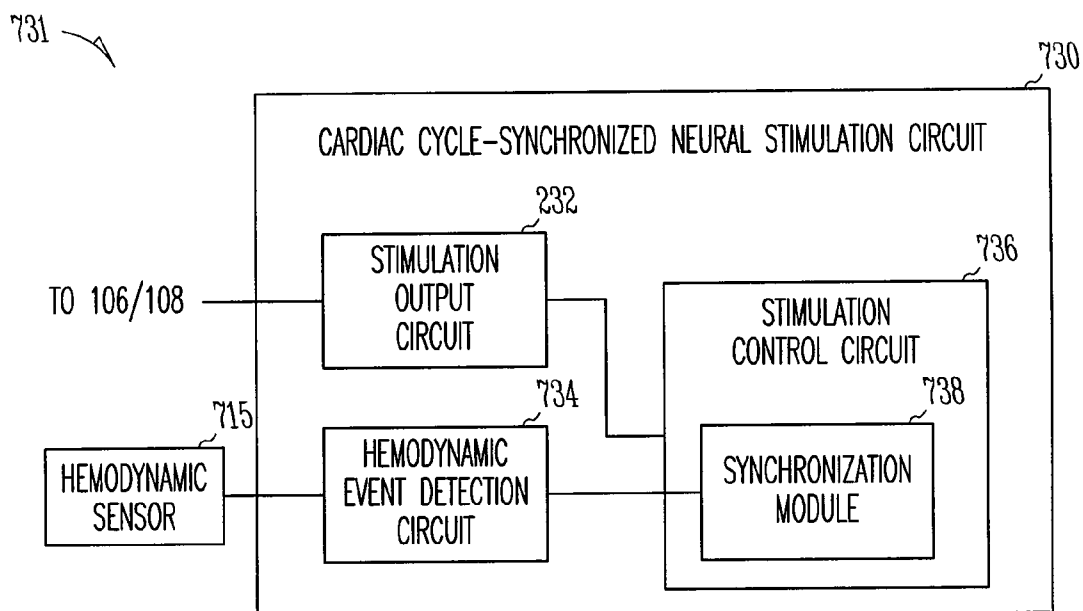 731
730
CARDIAC CYCLE-SYNCHRONIZED NEURAL STIMULATION CIRCUIT
232
STIMULATION
OUTPUT
CIRCUIT
TO 106/108
736
STIMULATION
CONTROL CIRCUIT
715
HEMODYNAMIC
SENSOR
734
HEMODYNAMIC
EVENT DETECTION
CIRCUIT
738
SYNCHRONIZATION
MODULE